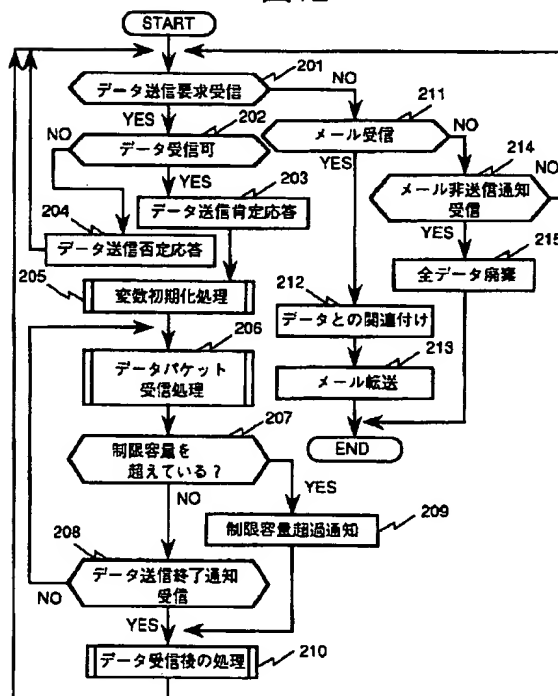 START
データ送信要求受信
201
NO
YES
202
211
NO
データ受信可
メール受信
NO
YES
203
YES
214
204
データ送信肯定応答
メール非送信通知
受信
NO
データ送信否定応答
YES
215
205
変数初期化処理
212
全データ廃棄
206
データとの関連付け
データパケット
受信処理
213
メール転送
207
制限容量を
超えている?
END
YES
NO
209
制限容量超過通知
208
データ送信終了通知
受信
NO
YES
データ受信後の処理
210